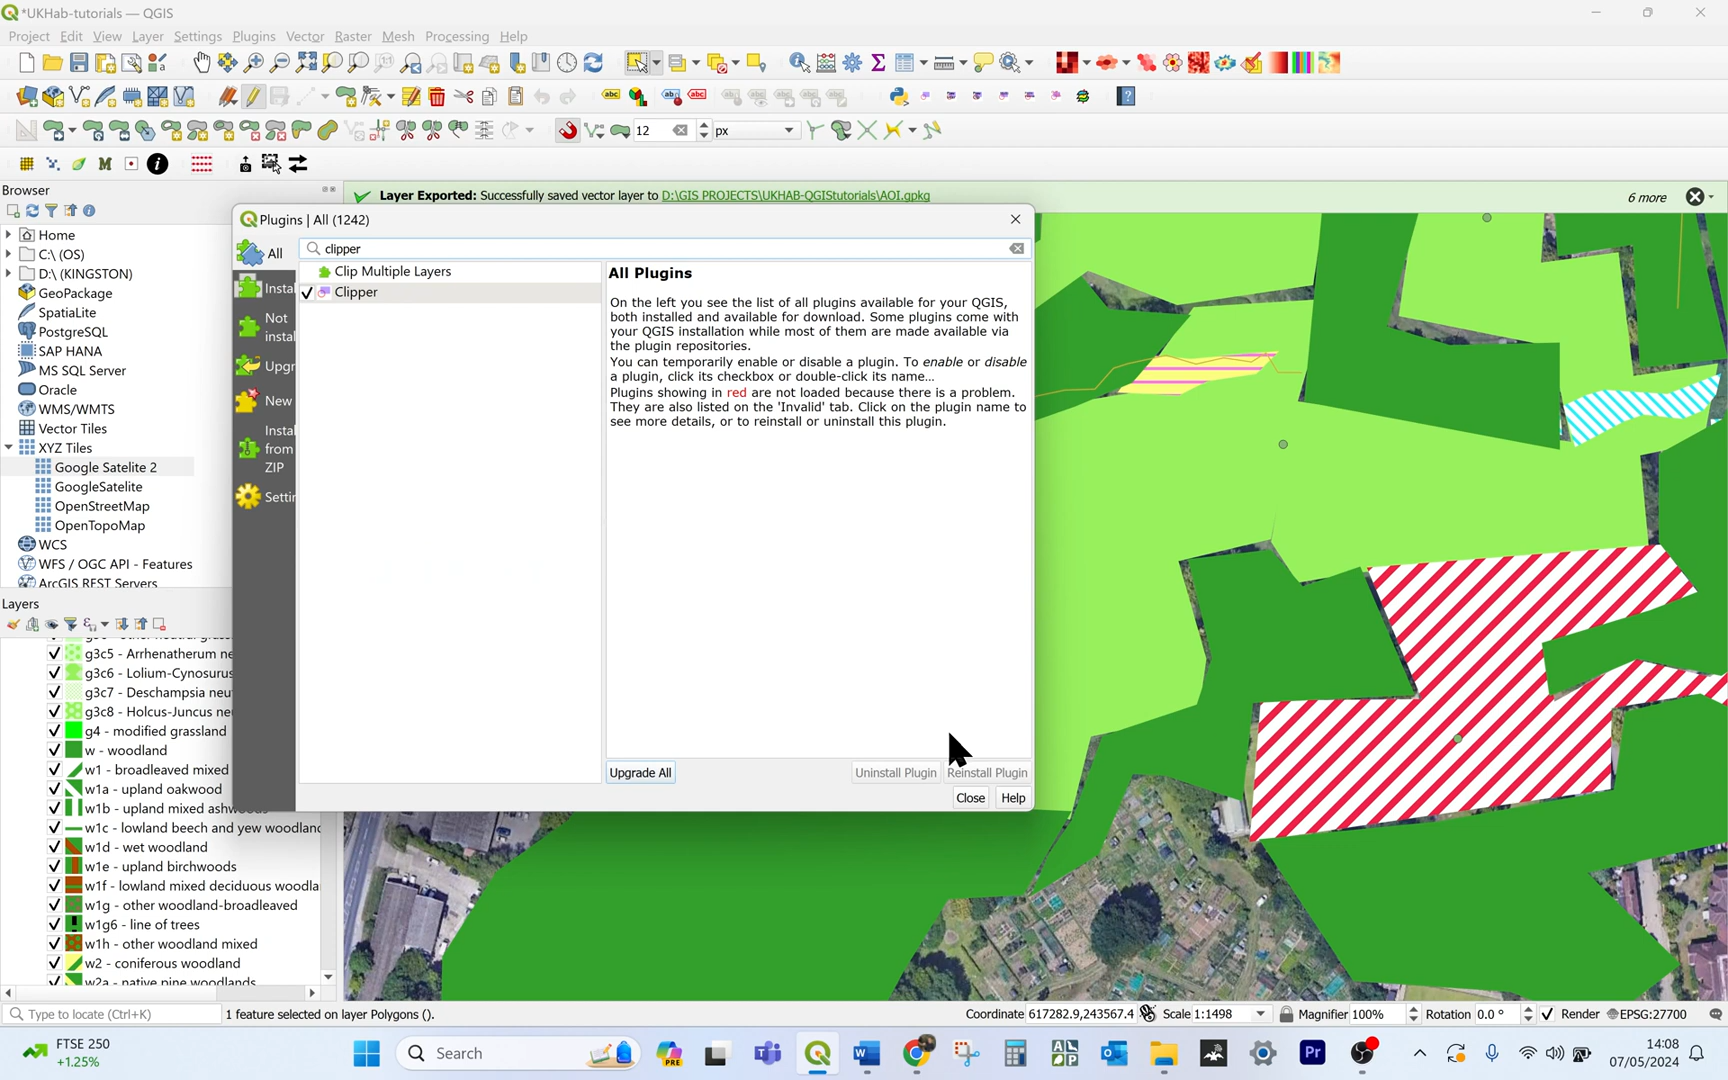 *UKHab-tutorials — QGIS
Project Edit View Layer Settings Plugins Vector Raster Mesh Processing Help
12 px
Browser
Layer Exported: Successfully saved vector layer to D:\GIS PROJECTS\UKHAB-QGIStutorials\AOI.gpkg
6 more
Home
C:\ (OS)
D:\ (KINGSTON)
GeoPackage
SpatiaLite
PostgreSQL
SAP HANA
MS SQL Server
Oracle
WMS/WMTS
Vector Tiles
XYZ Tiles
Google Satelite 2
GoogleSatelite
OpenStreetMap
OpenTopoMap
WCS
WFS / OGC API - Features
ArcGIS REST Servers
Plugins | All (1242)
All
Instal
Not
instal
Upgr
New
Instal
from
ZIP
Settin
clipper
Clip Multiple Layers
Clipper
All Plugins
On the left you see the list of all plugins available for your QGIS,
both installed and available for download. Some plugins come with
your QGIS installation while most of them are made available via
the plugin repositories.
You can temporarily enable or disable a plugin. To enable or disable
a plugin, click its checkbox or double-click its name...
Plugins showing in red are not loaded because there is a problem.
They are also listed on the 'Invalid' tab. Click on the plugin name to
see more details, or to reinstall or uninstall this plugin.
Upgrade All
Uninstall Plugin
Reinstall Plugin
Close
Help
Layers
g3c5 - Arrhenatherum ne
g3c6 - Lolium-Cynosurus
g3c7 - Deschampsia neu
g3c8 - Holcus-Juncus ne
g4 - modified grassland
w - woodland
w1 - broadleaved mixed
w1a - upland oakwood
w1b - upland mixed ashw
w1c - lowland beech and yew woodland
w1d - wet woodland
w1e - upland birchwoods
w1f - lowland mixed deciduous woodla
w1g - other woodland-broadleaved
w1g6 - line of trees
w1h - other woodland mixed
w2 - coniferous woodland
w2a - native pine woodlands
Type to locate (Ctrl+K)
1 feature selected on layer Polygons ().
Coordinate 617282.9,243567.4 Scale 1:1498 Magnifier 100% Rotation 0.0 ° Render EPSG:27700
FTSE 250
+1.25%
Search
14:08
07/05/2024